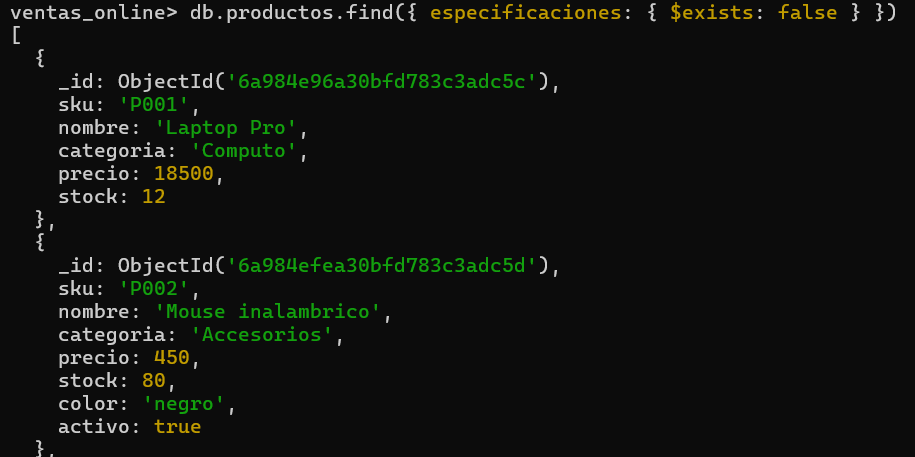 ventas_online> db.productos.find({ especificaciones: { $exists: false } })
[
  {
    _id: ObjectId('6a984e96a30bfd783c3adc5c'),
    sku: 'P001',
    nombre: 'Laptop Pro',
    categoria: 'Computo',
    precio: 18500,
    stock: 12
  },
  {
    _id: ObjectId('6a984efea30bfd783c3adc5d'),
    sku: 'P002',
    nombre: 'Mouse inalambrico',
    categoria: 'Accesorios',
    precio: 450,
    stock: 80,
    color: 'negro',
    activo: true
  },